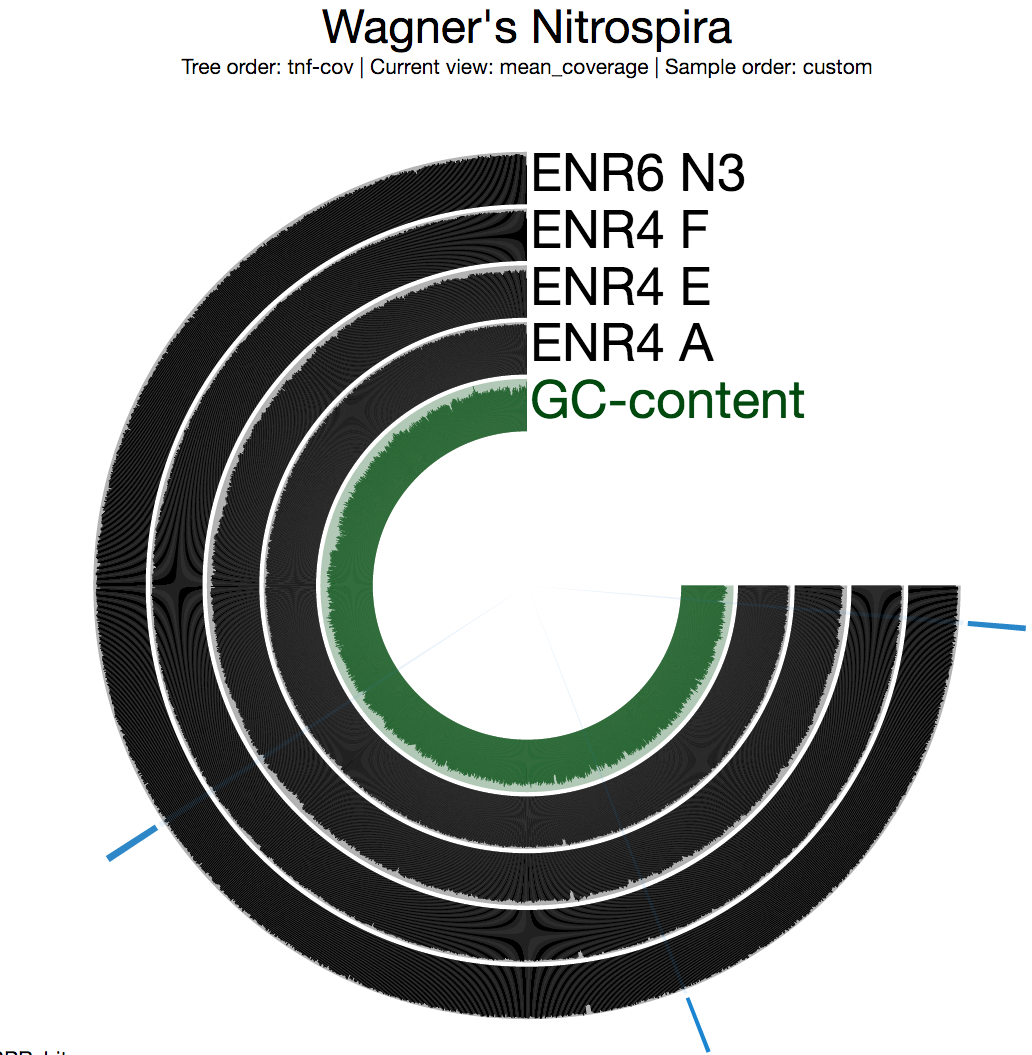 Wagner's Nitrospira
Tree order: tnf-cov | Current view: mean_coverage | Sample order: custom
ENR6 N3
ENR4 F
ENR4 E
ENR4 A
GC-content